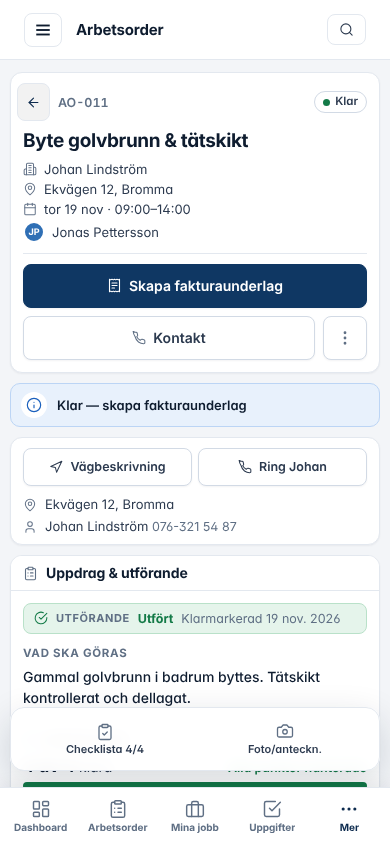 Arbetsorder
AO-011
Klar
Byte golvbrunn & tätskikt
Johan Lindström
Ekvägen 12, Bromma
tor 19 nov · 09:00–14:00
JP Jonas Pettersson
Skapa fakturaunderlag
Kontakt
Klar — skapa fakturaunderlag
Vägbeskrivning
Ring Johan
Ekvägen 12, Bromma
Johan Lindström 076-321 54 87
Uppdrag & utförande
UTFÖRANDE Utfört Klarmarkerad 19 nov. 2026
VAD SKA GÖRAS
Gammal golvbrunn i badrum byttes. Tätskikt
kontrollerat och dellagat.
Checklista 4/4
Foto/anteckn.
Dashboard
Arbetsorder
Mina jobb
Uppgifter
Mer